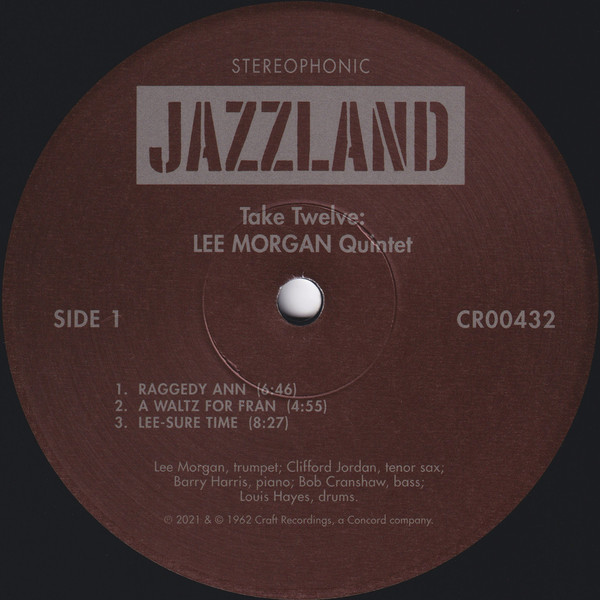 STEREOPHONIC
JAZZLAND
Take Twelve:
LEE MORGAN Quintet
SIDE 1
CR00432
1. RAGGEDY ANN (6:46)
2. A WALTZ FOR FRAN (4:55)
3. LEE-SURE TIME (8:27)
Lee Morgan, trumpet; Clifford Jordan, tenor sax;
Barry Harris, piano; Bob Cranshaw, bass;
Louis Hayes, drums.
℗ 2021 & © 1962 Craft Recordings, a Concord company.